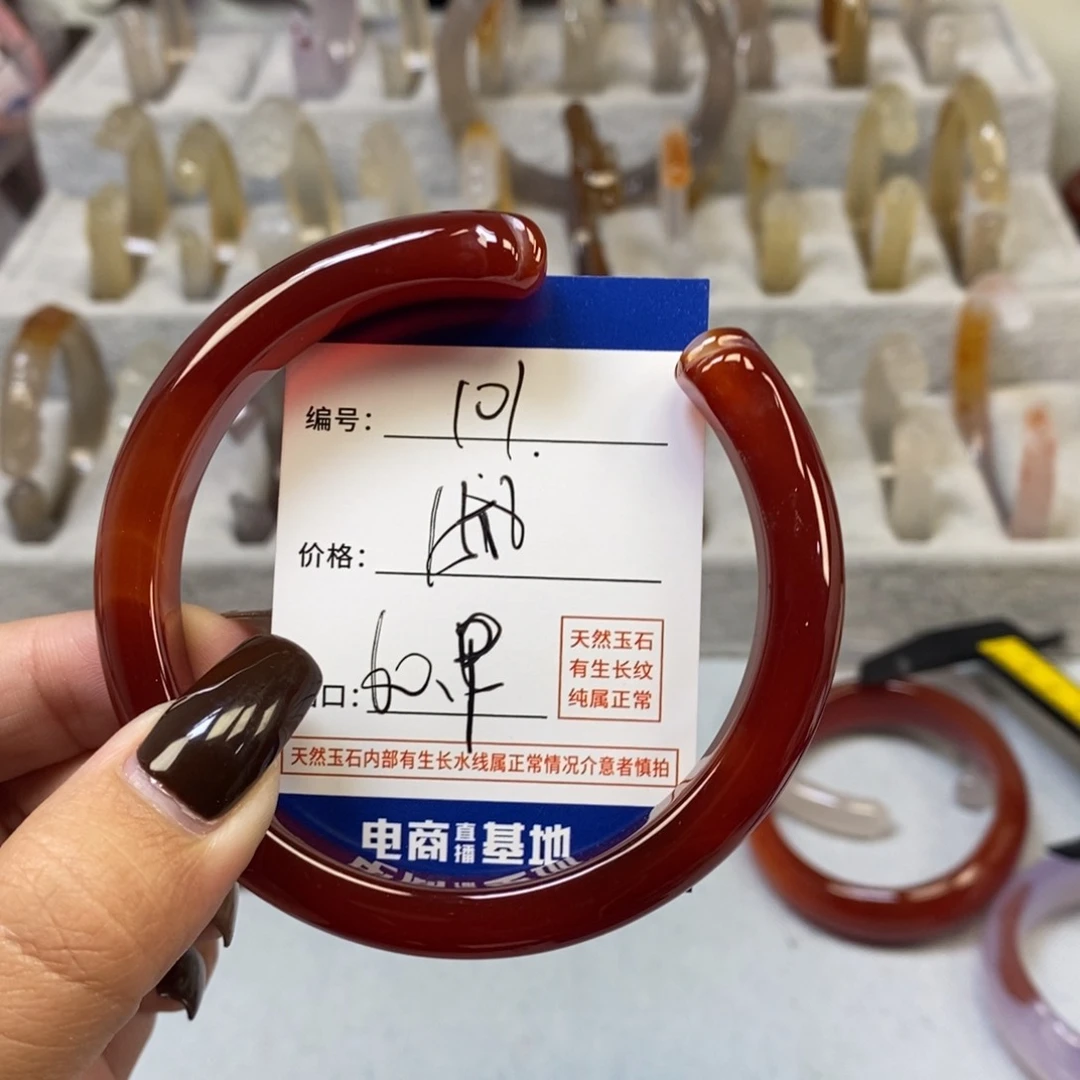 编号: 101.
价格:
口: 60.
天然玉石
有生长纹
纯属正常
天然玉石内部有生长水线属正常情况介意者慎拍
电商直播基地